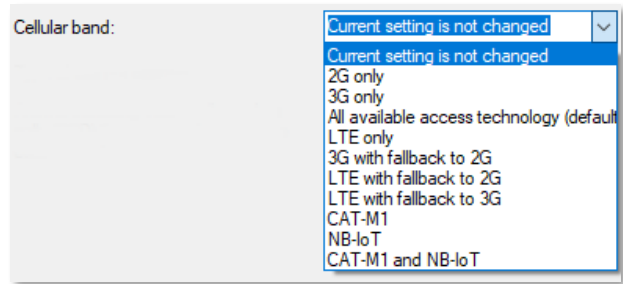 Cellular band: Current setting is not changed
Current setting is not changed
2G only
3G only
All available access technology (default
LTE only
3G with fallback to 2G
LTE with fallback to 2G
LTE with fallback to 3G
CAT-M1
NB-IoT
CAT-M1 and NB-IoT